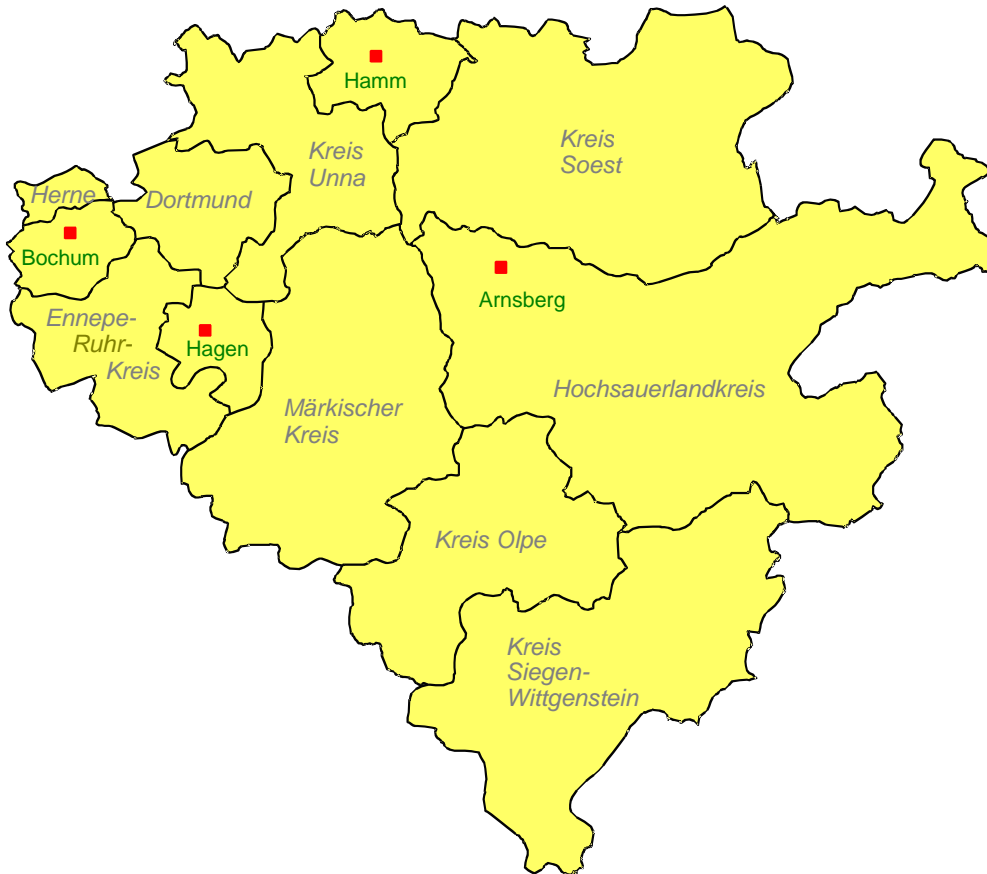 Hamm
Kreis
Unna
Kreis
Soest
Herne
Dortmund
Bochum
Arnsberg
Ennepe-
Ruhr-
Kreis
Hagen
Hochsauerlandkreis
Märkischer
Kreis
Kreis Olpe
Kreis
Siegen-
Wittgenstein